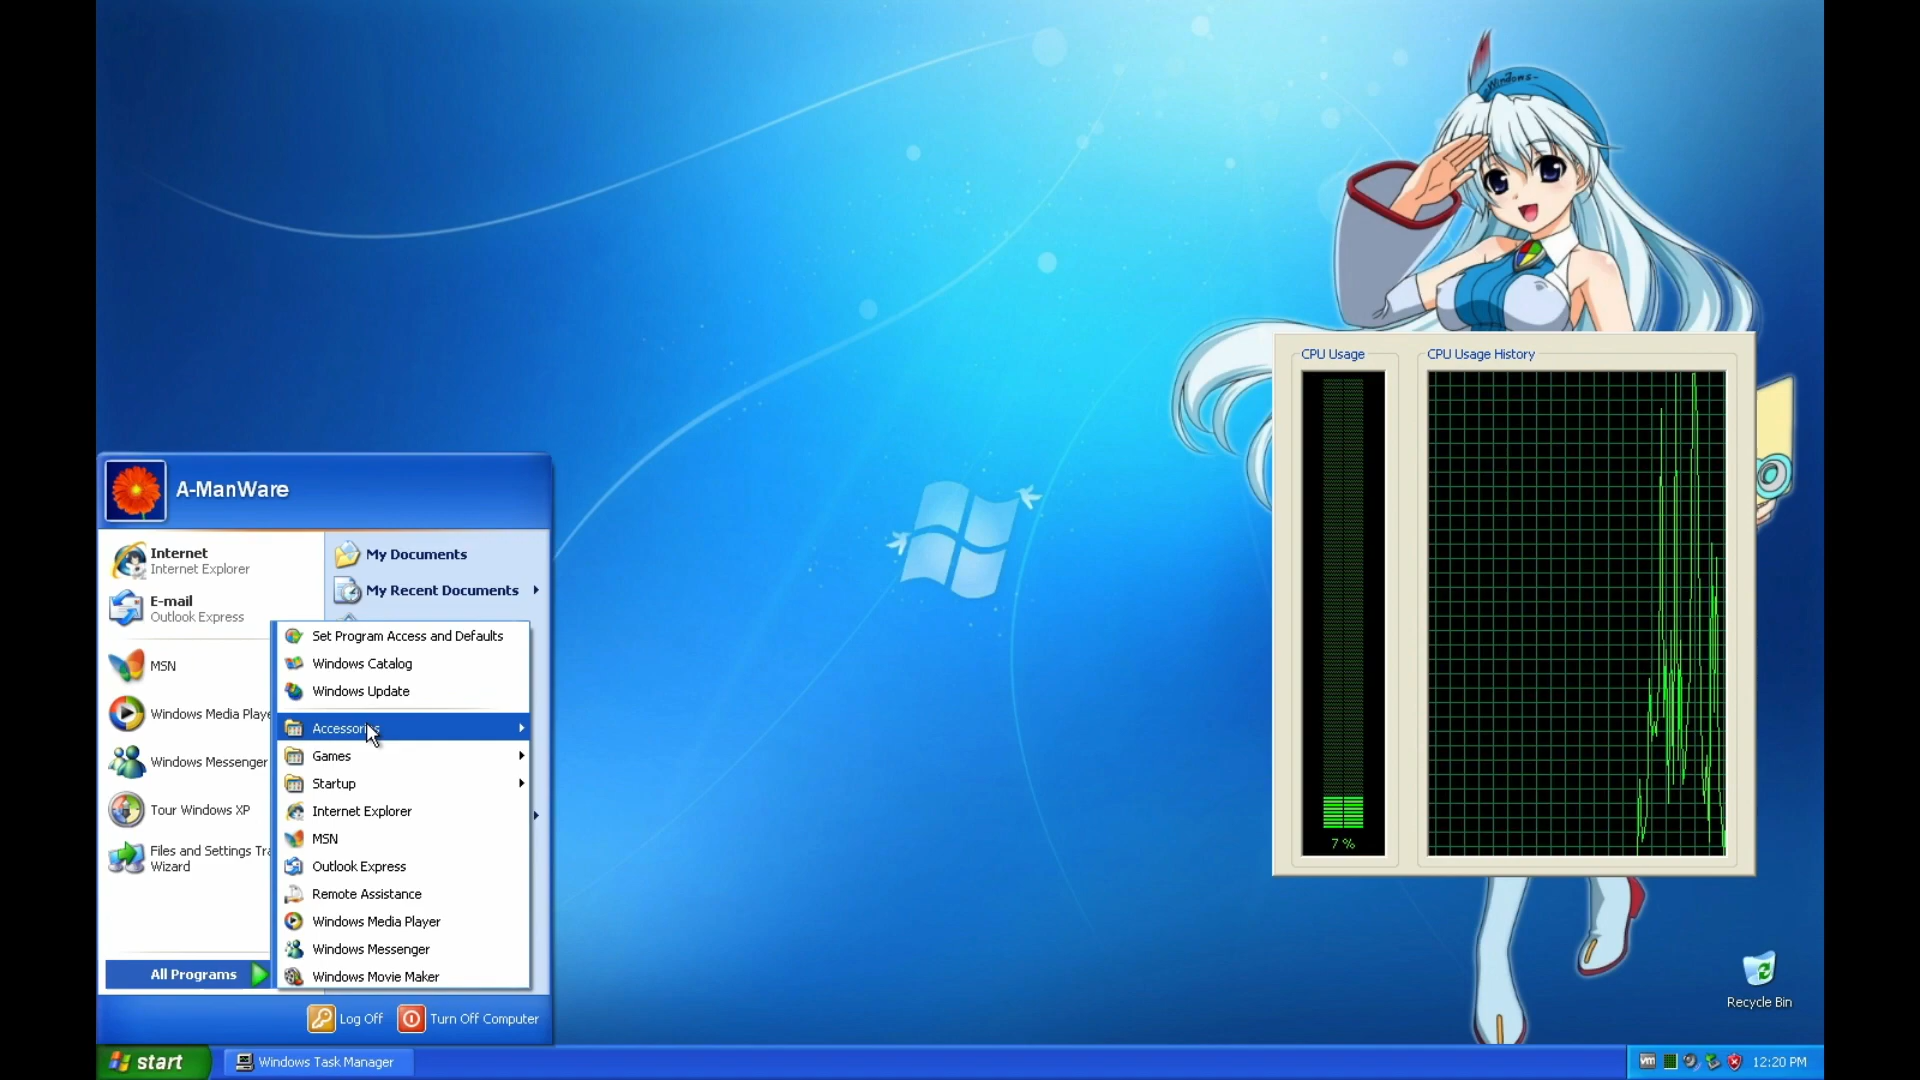 Windows
CPU Usage
CPU Usage History
7 %
A-ManWare
Internet
Internet Explorer
E-mail
Outlook Express
MSN
Windows Media Playe
Windows Messenger
Tour Windows XP
Files and Settings Tra
Wizard
All Programs
My Documents
My Recent Documents
Set Program Access and Defaults
Windows Catalog
Windows Update
Accessories
Games
Startup
Internet Explorer
MSN
Outlook Express
Remote Assistance
Windows Media Player
Windows Messenger
Windows Movie Maker
Log Off
Turn Off Computer
Recycle Bin
start
Windows Task Manager
vm
12:20 PM